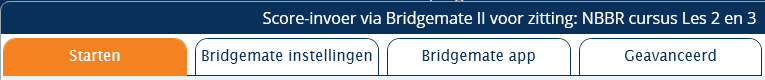 Score-invoer via Bridgemate II voor zitting: NBBR cursus Les 2 en 3
Starten Bridgemate instellingen Bridgemate app Geavanceerd